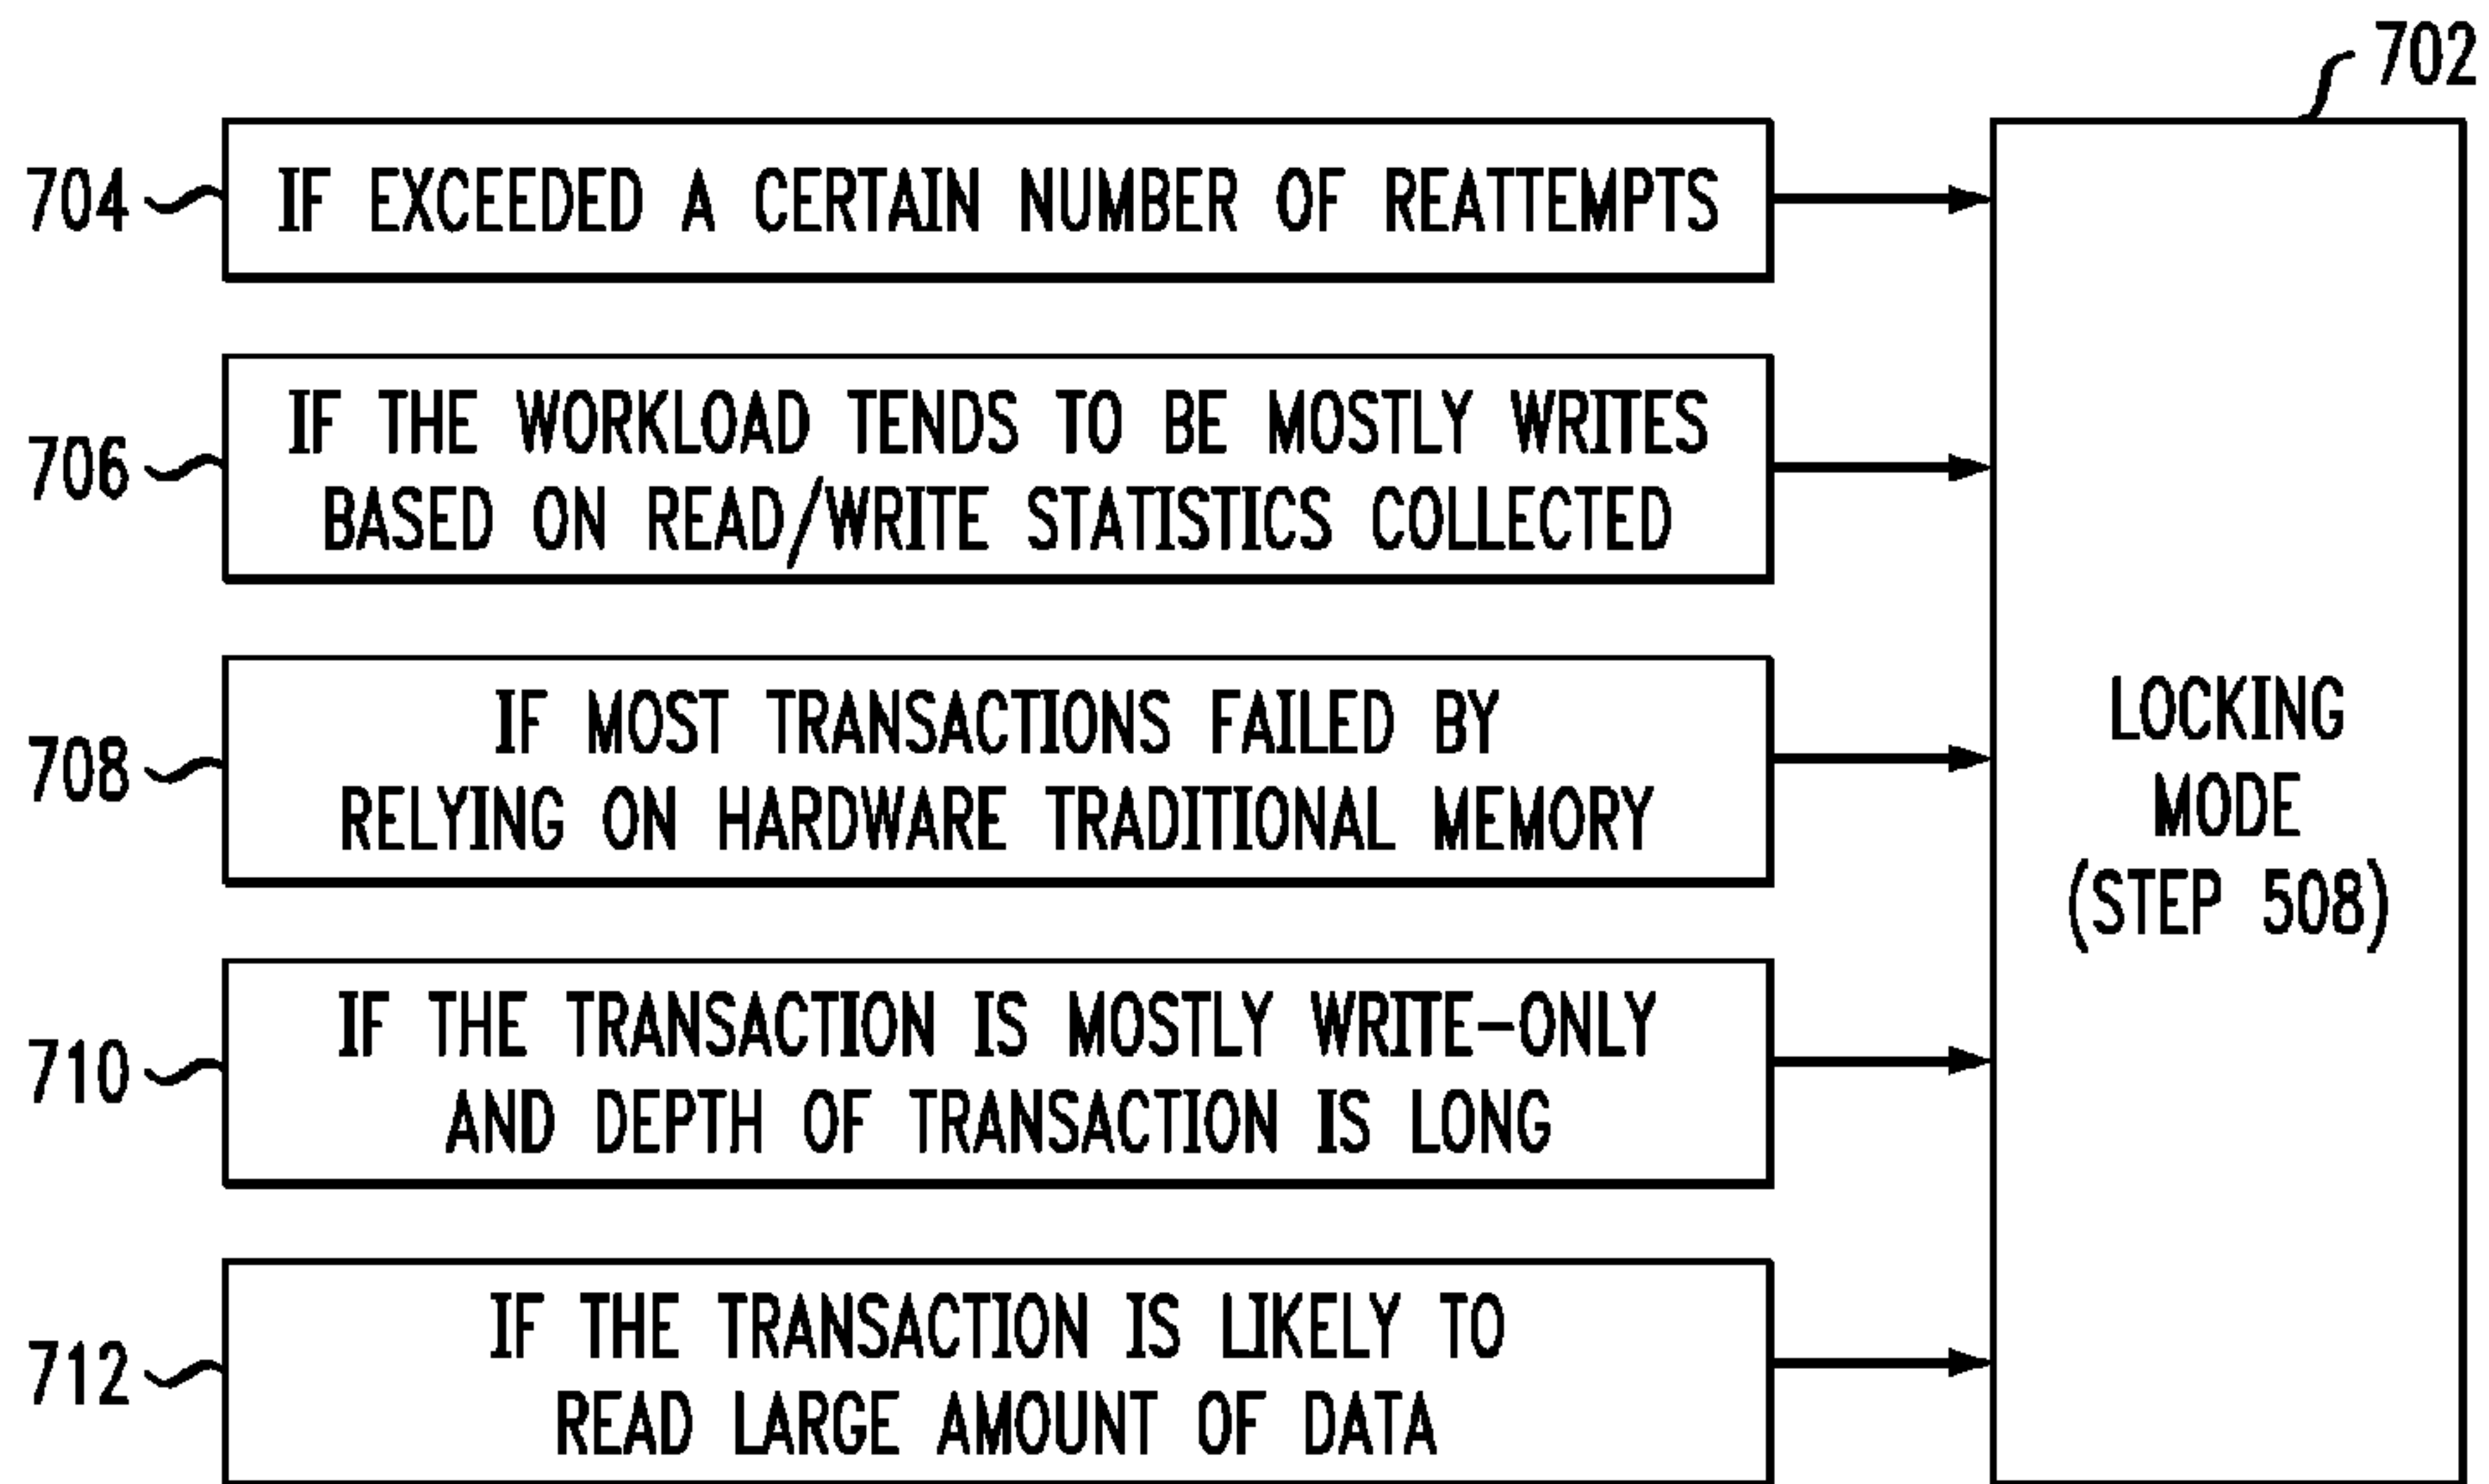 702
704 IF EXCEEDED A CERTAIN NUMBER OF REATTEMPTS
706
IF THE WORKLOAD TENDS TO BE MOSTLY WRITES
BASED ON READ/WRITE STATISTICS COLLECTED
708
IF MOST TRANSACTIONS FAILED BY
RELYING ON HARDWARE TRADITIONAL MEMORY
710
IF THE TRANSACTION IS MOSTLY WRITE-ONLY
AND DEPTH OF TRANSACTION IS LONG
712
IF THE TRANSACTION IS LIKELY TO
READ LARGE AMOUNT OF DATA
LOCKING
MODE
(STEP 508)